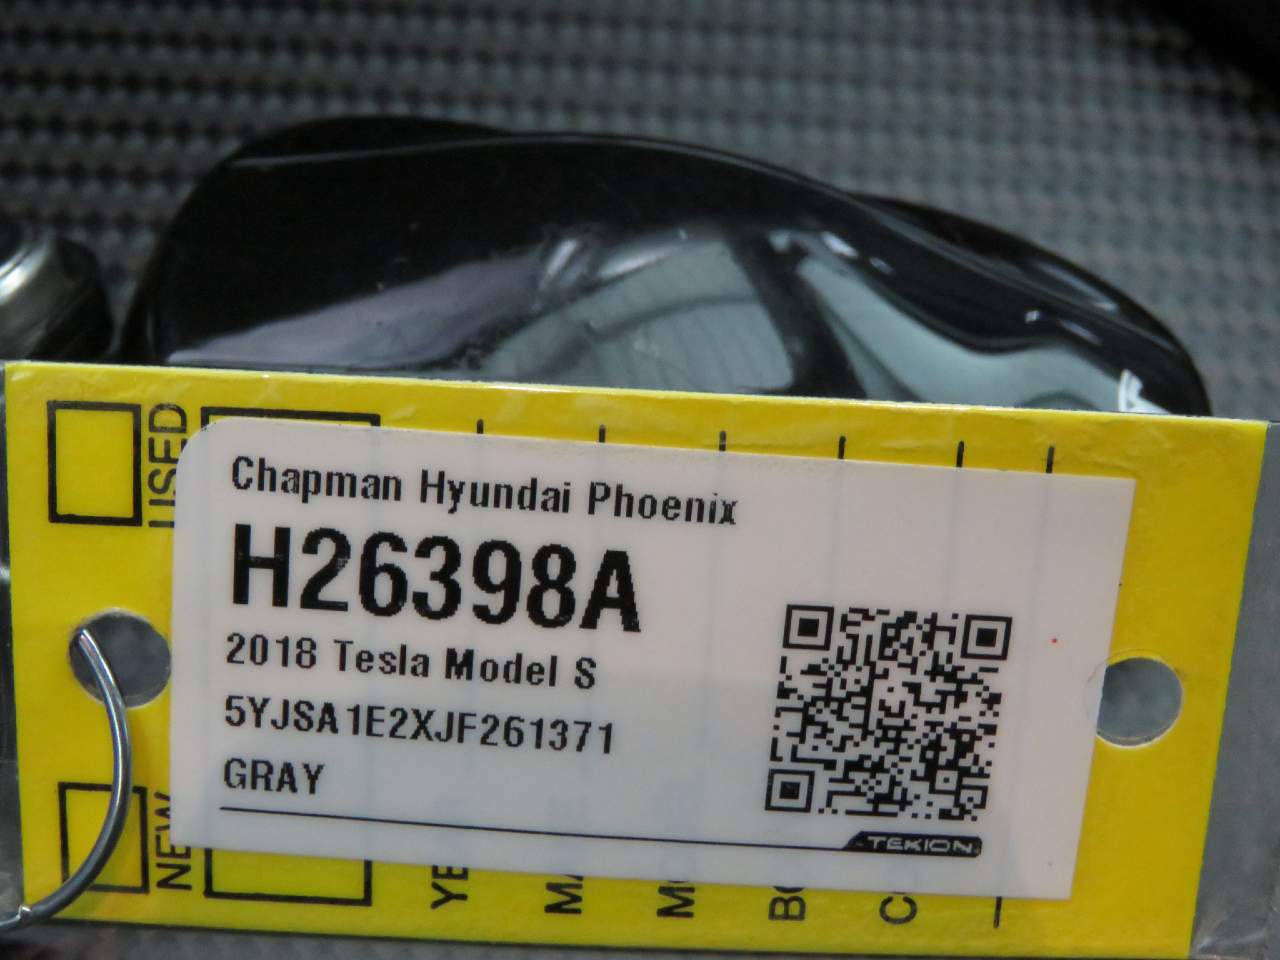 Chapman Hyundai Phoenix
H26398A
2018 Tesla Model S
5YJSA1E2XJF261371
GRAY
TEKION
USED
NEW